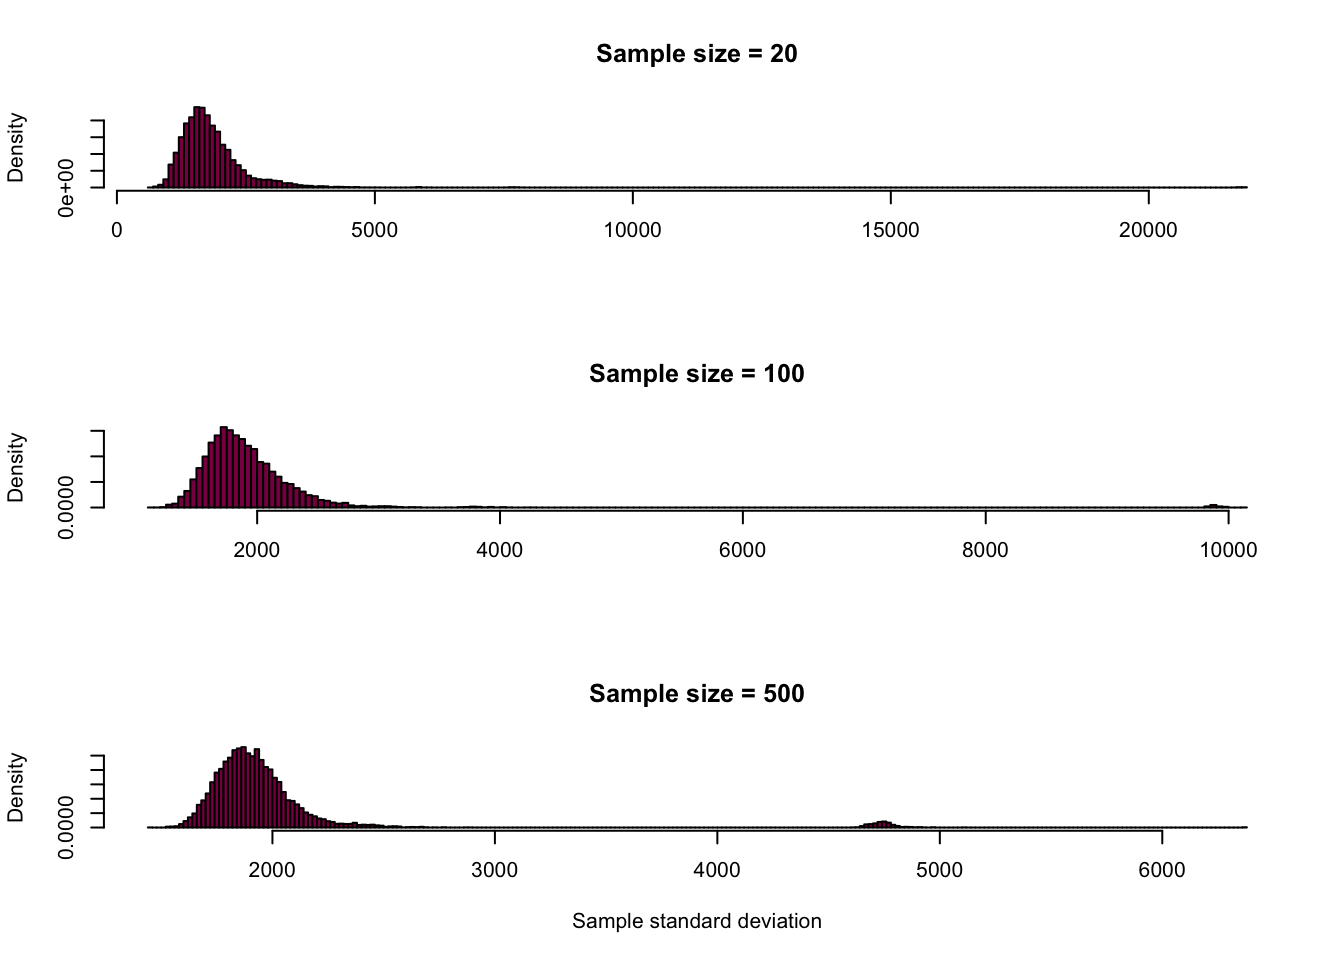 Sample size = 20
Density
0e+00
0 5000 10000 15000 20000
Sample size = 100
Density
0.0000
2000 4000 6000 8000 10000
Sample size = 500
Density
0.0000
2000 3000 4000 5000 6000
Sample standard deviation